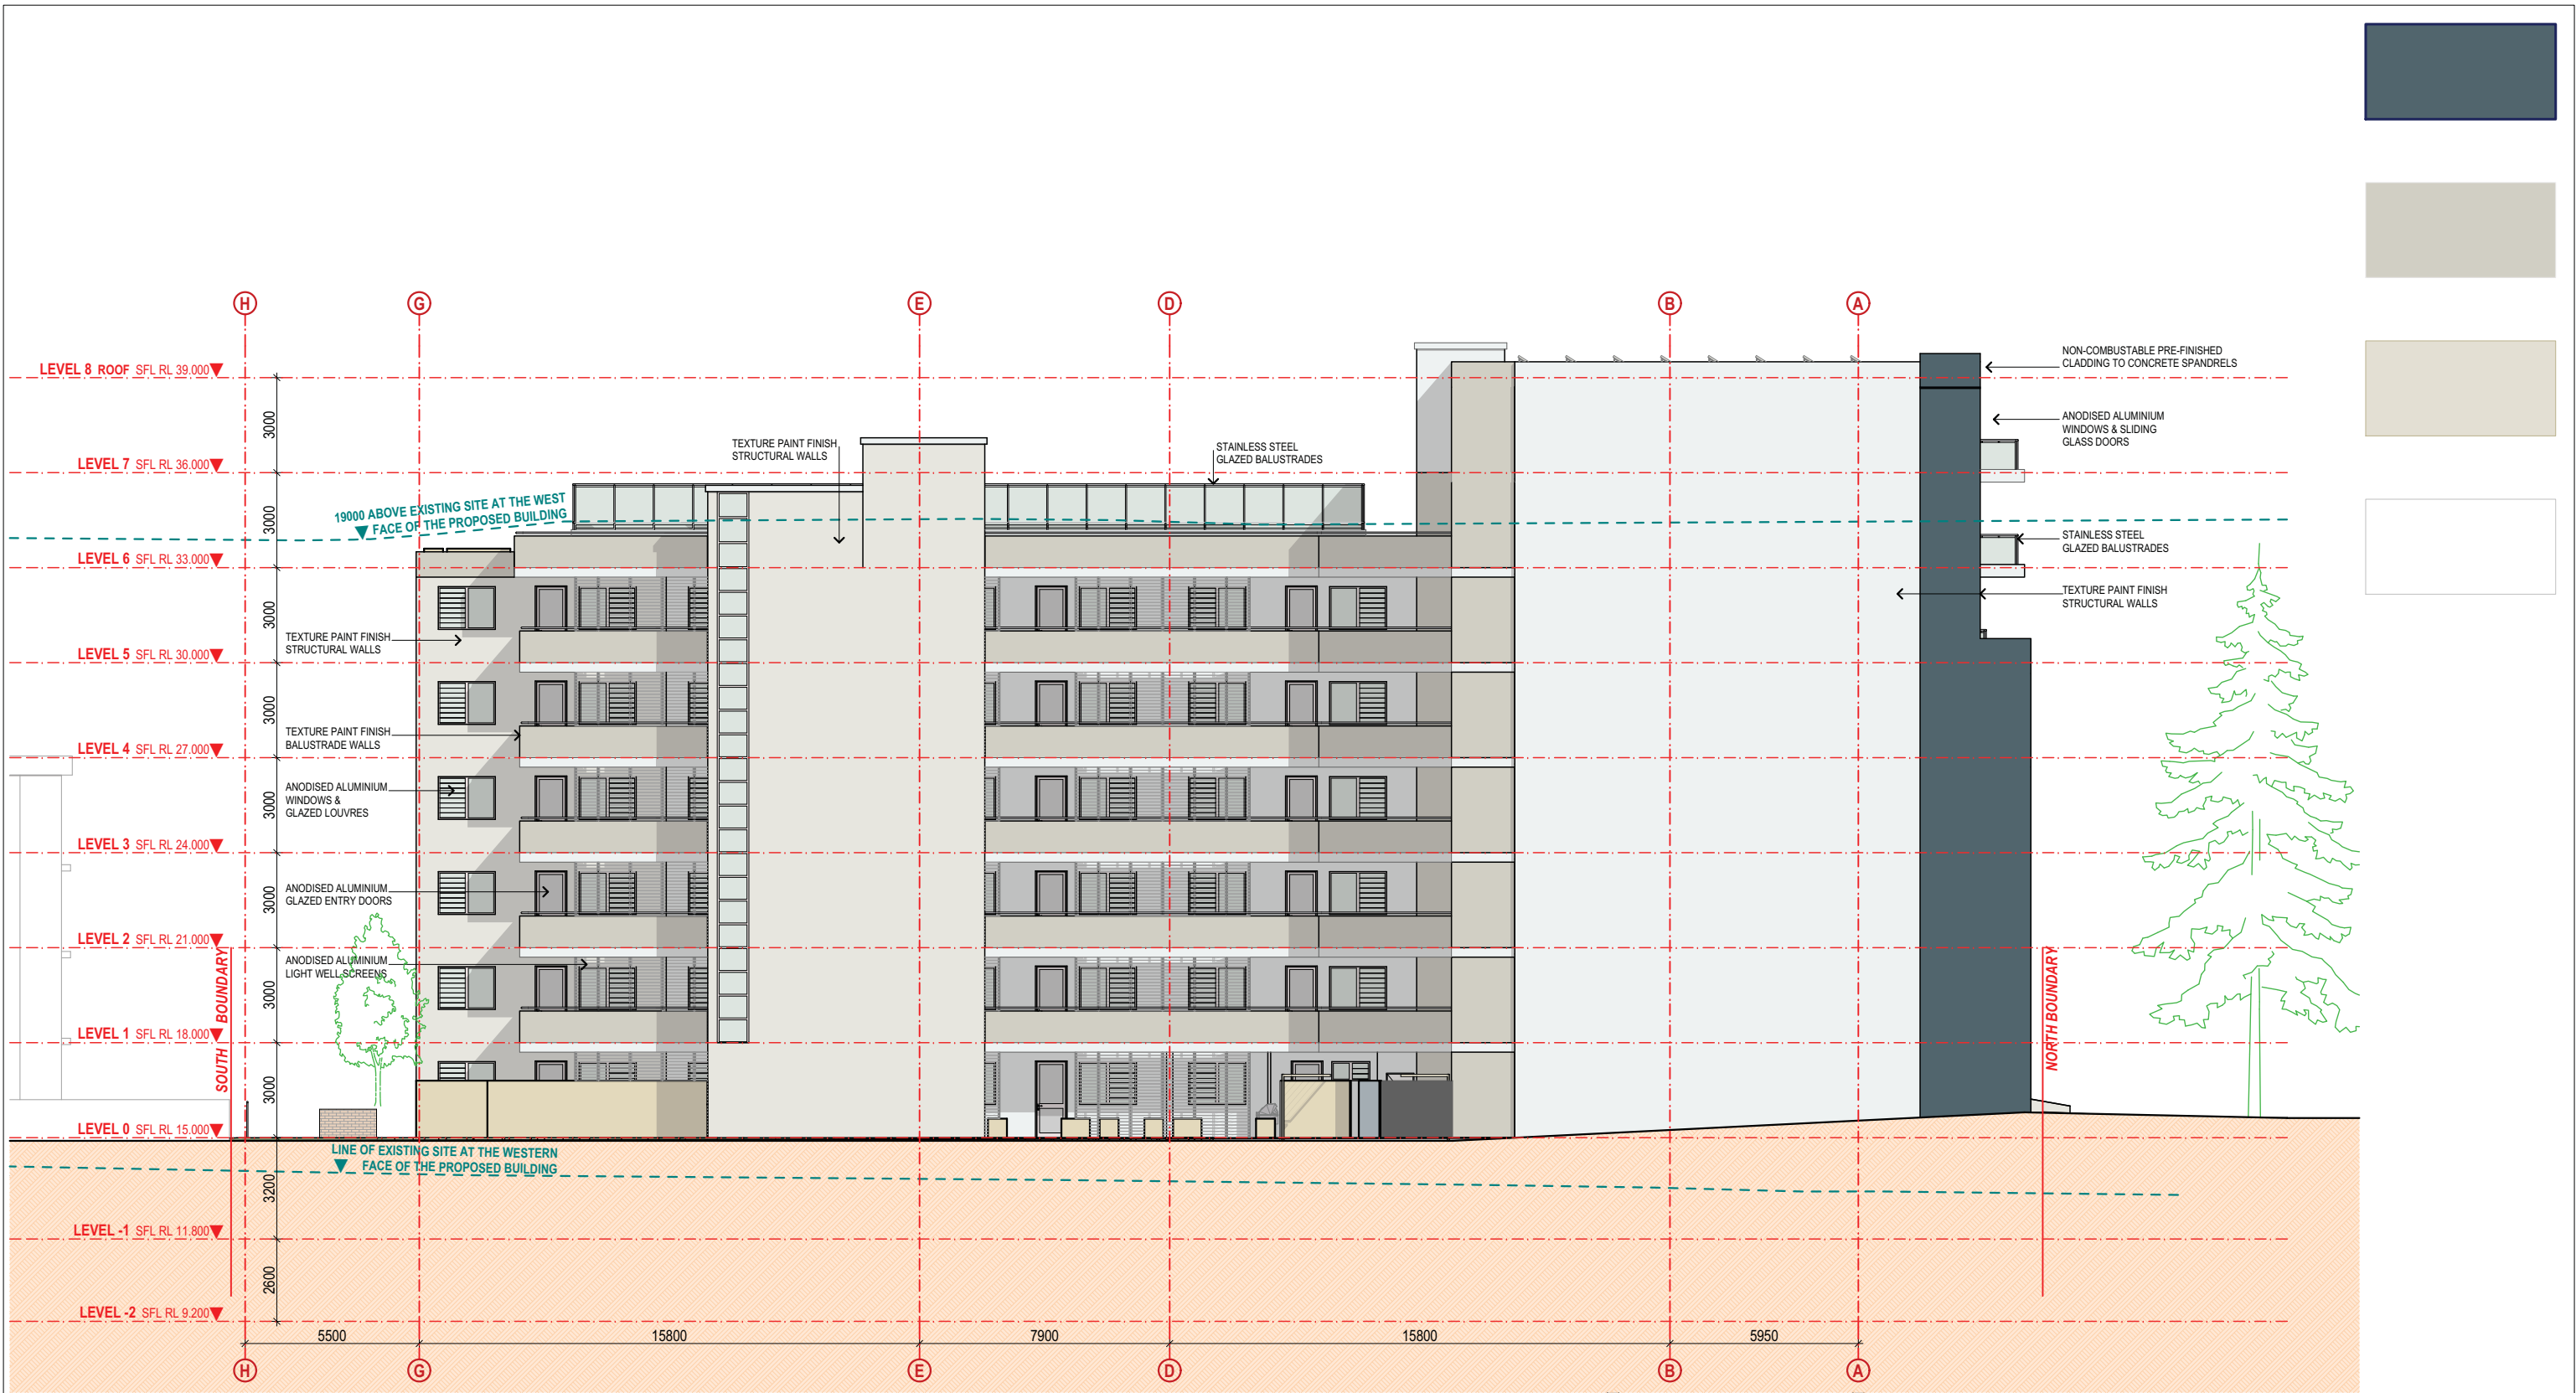 H
G
E
D
B
A
LEVEL 8 ROOF SFL RL 39.000
LEVEL 7 SFL RL 36.000
LEVEL 6 SFL RL 33.000
LEVEL 5 SFL RL 30.000
LEVEL 4 SFL RL 27.000
LEVEL 3 SFL RL 24.000
LEVEL 2 SFL RL 21.000
LEVEL 1 SFL RL 18.000
LEVEL 0 SFL RL 15.000
LEVEL -1 SFL RL 11.800
LEVEL -2 SFL RL 9.200
3000
3000
3000
3000
3000
3000
3000
3000
3200
2600
SOUTH BOUNDARY
19000 ABOVE EXISTING SITE AT THE WEST
FACE OF THE PROPOSED BUILDING
TEXTURE PAINT FINISH
STRUCTURAL WALLS
TEXTURE PAINT FINISH
BALUSTRADE WALLS
ANODISED ALUMINIUM
WINDOWS &
GLAZED LOUVRES
ANODISED ALUMINIUM
GLAZED ENTRY DOORS
ANODISED ALUMINIUM
LIGHT WELL SCREENS
LINE OF EXISTING SITE AT THE WESTERN
FACE OF THE PROPOSED BUILDING
TEXTURE PAINT FINISH
STRUCTURAL WALLS
STAINLESS STEEL
GLAZED BALUSTRADES
NON-COMBUSTABLE PRE-FINISHED
CLADDING TO CONCRETE SPANDRELS
ANODISED ALUMINIUM
WINDOWS & SLIDING
GLASS DOORS
STAINLESS STEEL
GLAZED BALUSTRADES
TEXTURE PAINT FINISH
STRUCTURAL WALLS
NORTH BOUNDARY
5500
15800
7900
15800
5950
H
G
E
D
B
A